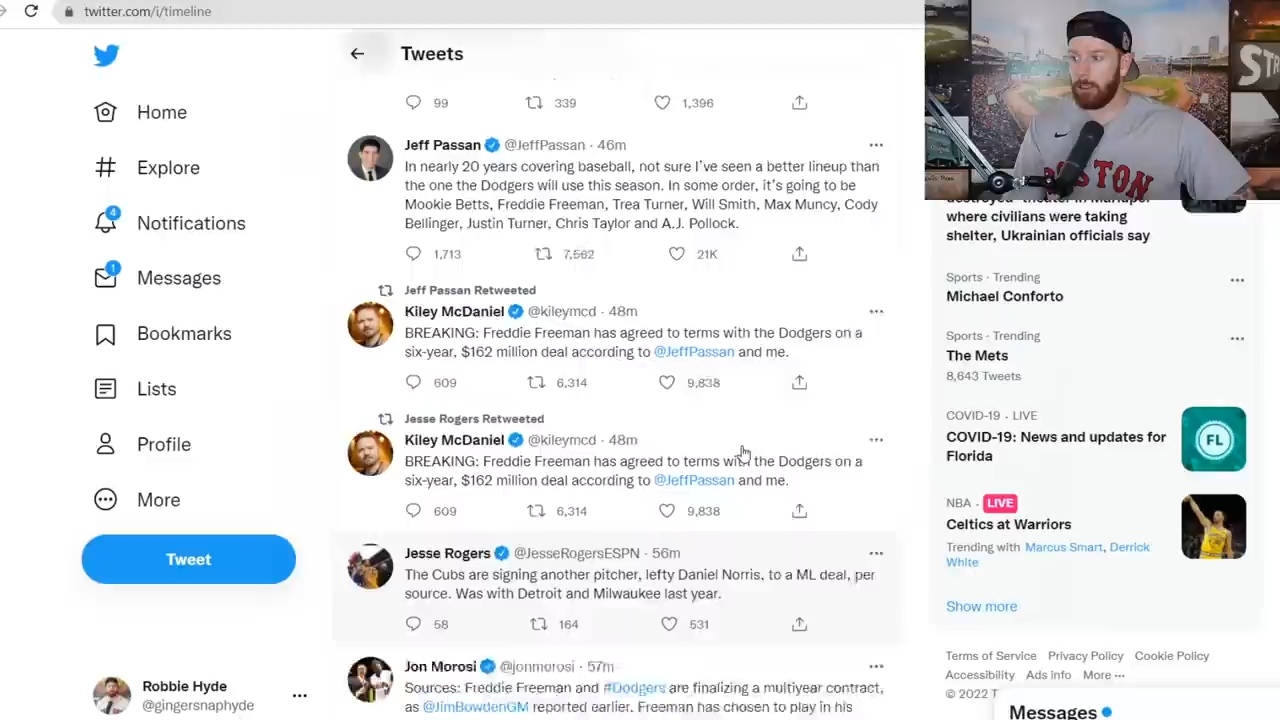 twitter.com/i/timeline
Tweets
Home
Explore
4
Notifications
1
Messages
Bookmarks
Lists
Profile
More
Tweet
Robbie Hyde
@gingersnaphyde
99 339 1,396
Jeff Passan @JeffPassan · 46m
In nearly 20 years covering baseball, not sure I've seen a better lineup than
the one the Dodgers will use this season. In some order, it's going to be
Mookie Betts, Freddie Freeman, Trea Turner, Will Smith, Max Muncy, Cody
Bellinger, Justin Turner, Chris Taylor and A.J. Pollock.
1,713 7,562 21K
Jeff Passan Retweeted
Kiley McDaniel @kileymcd · 48m
BREAKING: Freddie Freeman has agreed to terms with the Dodgers on a
six-year, $162 million deal according to @JeffPassan and me.
609 6,314 9,838
Jesse Rogers Retweeted
Kiley McDaniel @kileymcd · 48m
BREAKING: Freddie Freeman has agreed to terms with the Dodgers on a
six-year, $162 million deal according to @JeffPassan and me.
609 6,314 9,838
Jesse Rogers @JesseRogersESPN · 56m
The Cubs are signing another pitcher, lefty Daniel Norris, to a ML deal, per
source. Was with Detroit and Milwaukee last year.
58 164 531
Jon Morosi @jonmorosi · 57m
Sources: Freddie Freeman and #Dodgers are finalizing a multiyear contract,
as @JimBowdenGM reported earlier. Freeman has chosen to play in his
BOSTON
ST
destroyed theater in
where civilians were taking
shelter, Ukrainian officials say
Sports · Trending
Michael Conforto
Sports · Trending
The Mets
8,643 Tweets
COVID-19 · LIVE
COVID-19: News and updates for
Florida
FL
NBA · LIVE
Celtics at Warriors
Trending with Marcus Smart, Derrick
White
Show more
Terms of Service Privacy Policy Cookie Policy
Accessibility Ads info More ···
© 2022 T
Messages